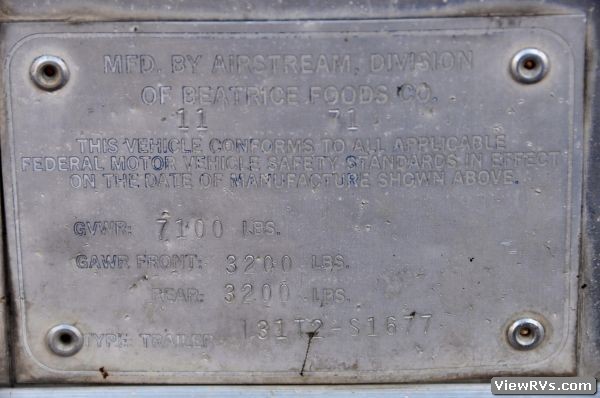 MFD. BY AIRSTREAM, DIVISION
OF BEATRICE FOODS CO.
11 71
THIS VEHICLE CONFORMS TO ALL APPLICABLE
FEDERAL MOTOR VEHICLE SAFETY STANDARDS IN EFFECT
ON THE DATE OF MANUFACTURE SHOWN ABOVE.
GVWR: 7100 LBS.
GAWR FRONT: 3200 LBS.
REAR: 3200 LBS.
TYPE: TRAILER I31T2-S1677
ViewRVs.com